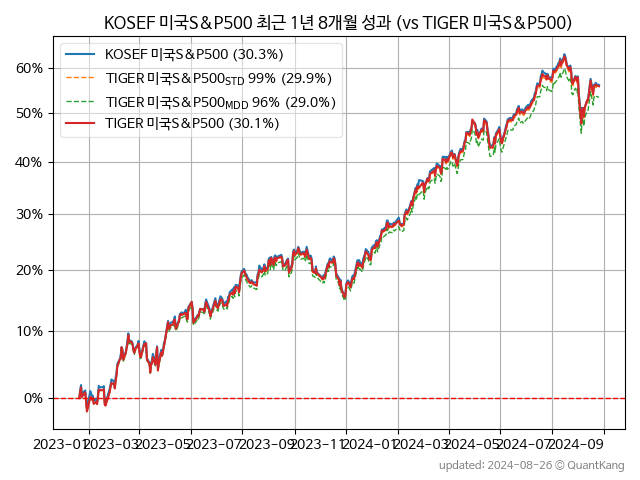 KOSEF 미국S&P500 최근 1년 8개월 성과 (vs TIGER 미국S&P500)
KOSEF 미국S&P500 (30.3%)
TIGER 미국S&P500STD 99% (29.9%)
TIGER 미국S&P500MDD 96% (29.0%)
TIGER 미국S&P500 (30.1%)
60%
50%
40%
30%
20%
10%
0%
2023-01 2023-03 2023-05 2023-07 2023-09 2023-11 2024-01 2024-03 2024-05 2024-07 2024-09
updated: 2024-08-26 © QuantKang